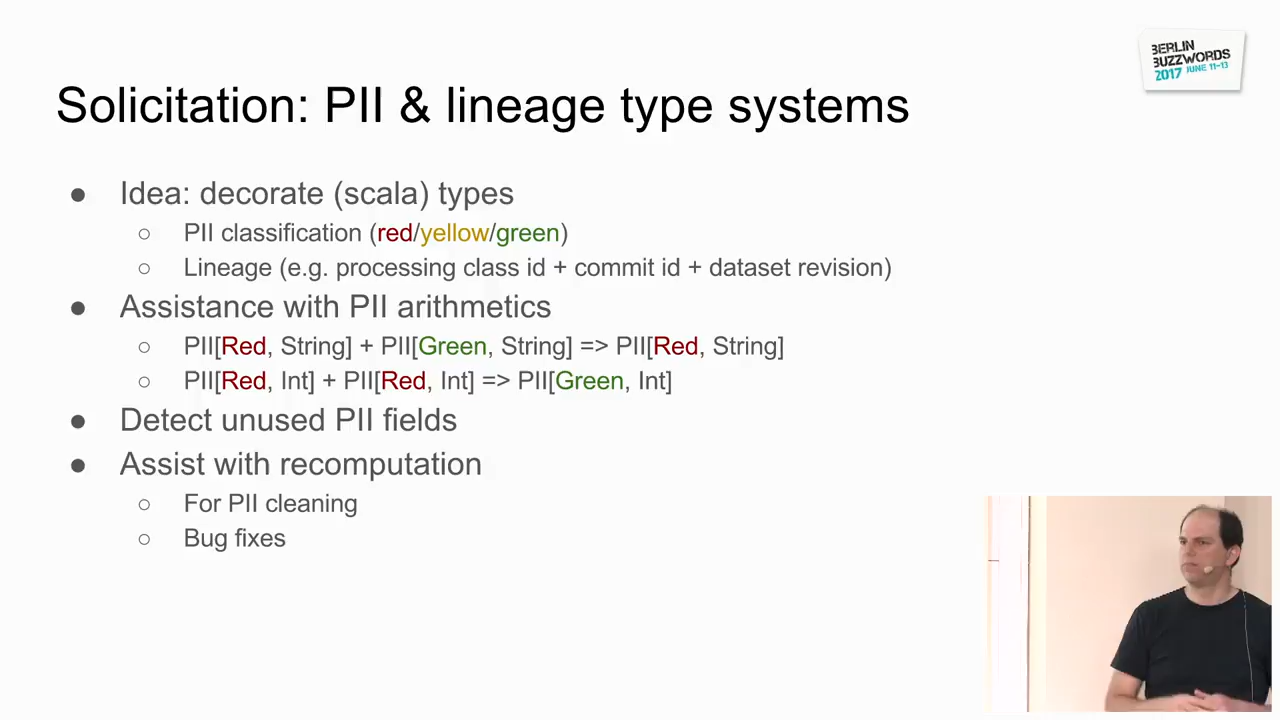 BERLIN
BUZZWORDS
2017 JUNE 11-13
Solicitation: PII & lineage type systems
● Idea: decorate (scala) types
○ PII classification (red/yellow/green)
○ Lineage (e.g. processing class id + commit id + dataset revision)
● Assistance with PII arithmetics
○ PII[Red, String] + PII[Green, String] => PII[Red, String]
○ PII[Red, Int] + PII[Red, Int] => PII[Green, Int]
● Detect unused PII fields
● Assist with recomputation
○ For PII cleaning
○ Bug fixes